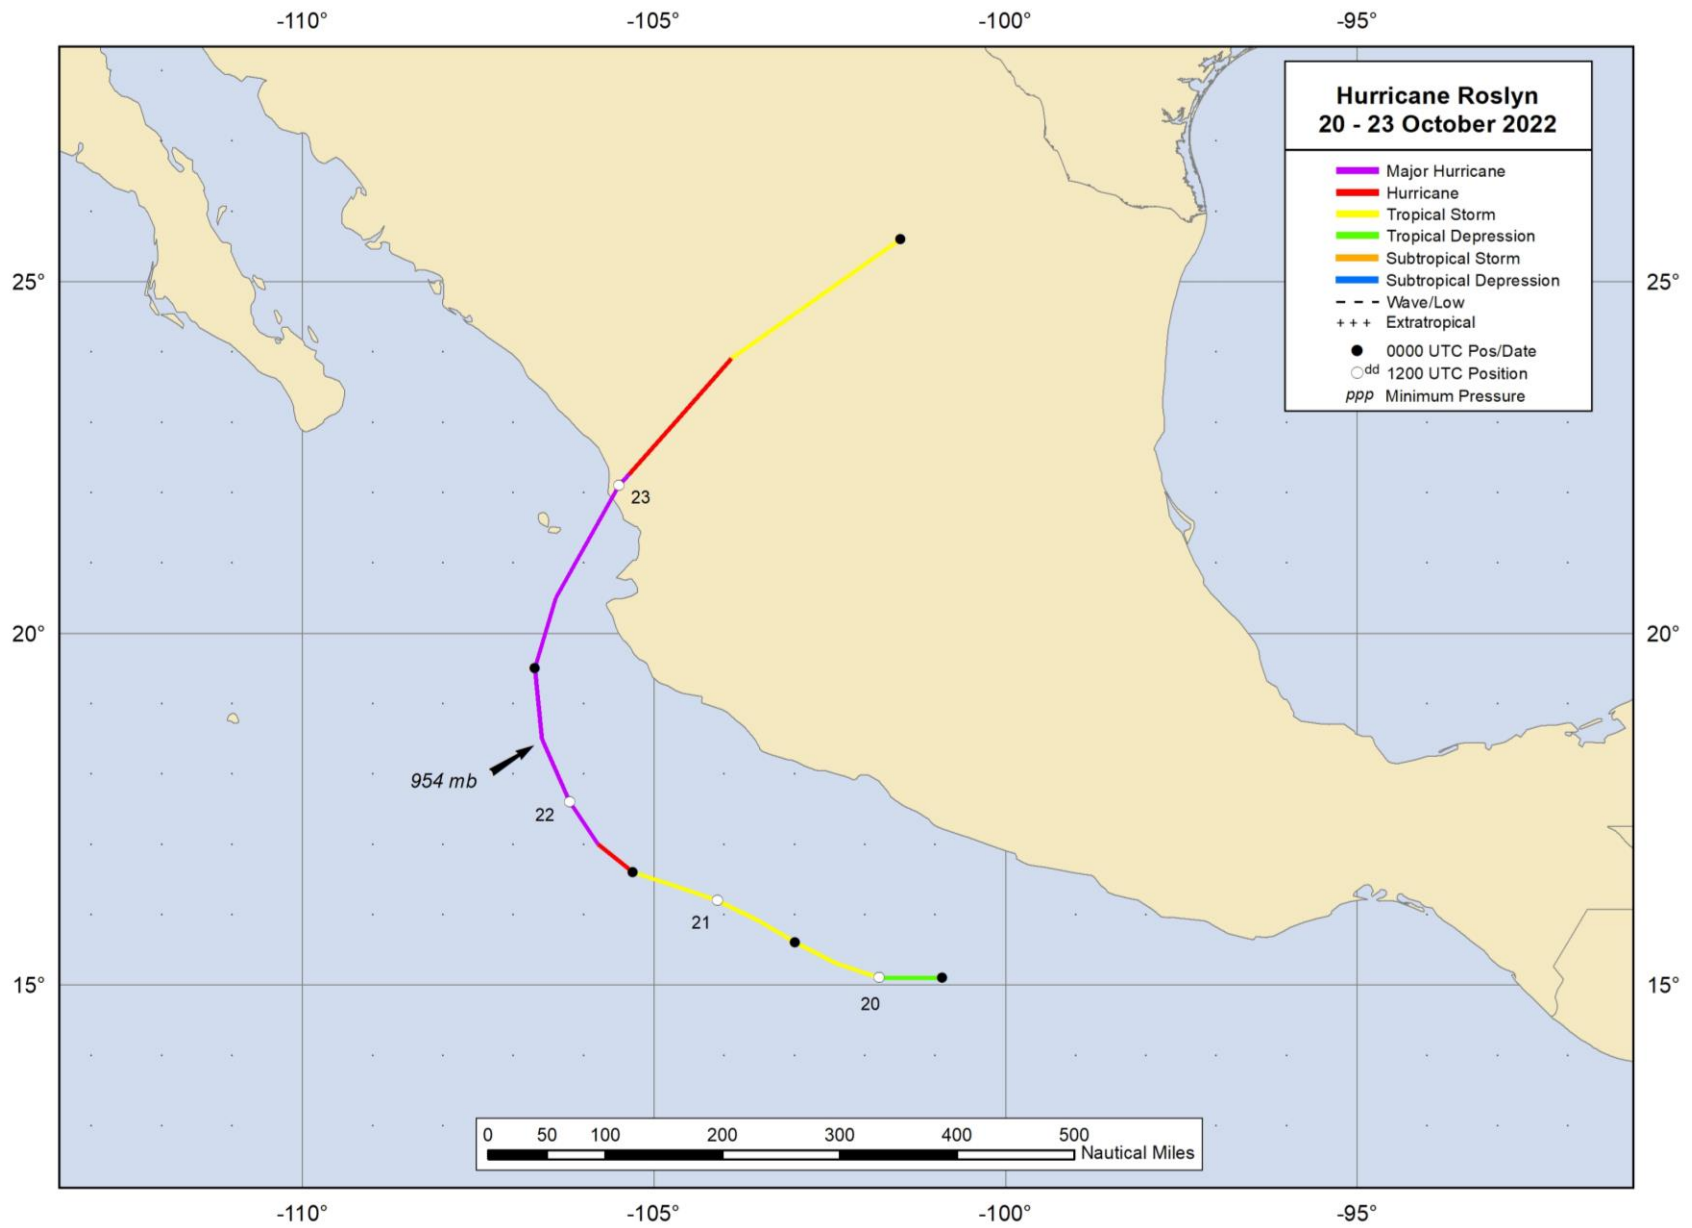 -110° -105° -100° -95°
Hurricane Roslyn
20 - 23 October 2022
Major Hurricane
Hurricane
Tropical Storm
Tropical Depression
Subtropical Storm
Subtropical Depression
Wave/Low
+++ Extratropical
0000 UTC Pos/Date
dd 1200 UTC Position
ppp Minimum Pressure
25° 25°
23
20° 20°
954 mb
22
21
15° 15°
20
0 50 100 200 300 400 500
Nautical Miles
-110° -105° -100° -95°